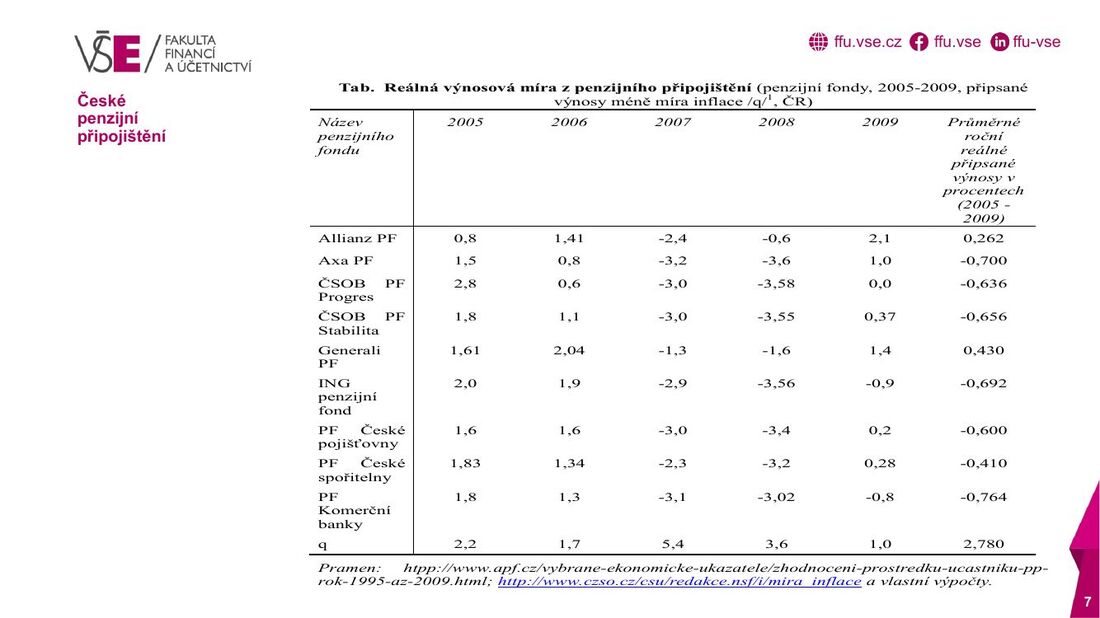 VŠE FAKULTA
FINANCÍ
A ÚČETNICTVÍ
ffu.vse.cz ffu.vse ffu-vse
České
penzijní
připojištění
Tab. Reálná výnosová míra z penzijního připojištění (penzijní fondy, 2005-2009, připsané
výnosy méně míra inflace /q/¹, ČR)
Název penzijního fondu 2005 2006 2007 2008 2009 Průměrné roční reálné připsané výnosy v procentech (2005 - 2009)
Allianz PF 0,8 1,41 -2,4 -0,6 2,1 0,262
Axa PF 1,5 0,8 -3,2 -3,6 1,0 -0,700
ČSOB PF Progres 2,8 0,6 -3,0 -3,58 0,0 -0,636
ČSOB PF Stabilita 1,8 1,1 -3,0 -3,55 0,37 -0,656
Generali PF 1,61 2,04 -1,3 -1,6 1,4 0,430
ING penzijní fond 2,0 1,9 -2,9 -3,56 -0,9 -0,692
PF České pojišťovny 1,6 1,6 -3,0 -3,4 0,2 -0,600
PF České spořitelny 1,83 1,34 -2,3 -3,2 0,28 -0,410
PF Komerční banky 1,8 1,3 -3,1 -3,02 -0,8 -0,764
q 2,2 1,7 5,4 3,6 1,0 2,780
Pramen: htpp://www.apf.cz/vybrane-ekonomicke-ukazatele/zhodnoceni-prostredku-ucastniku-pp-
rok-1995-az-2009.html; http://www.czso.cz/csu/redakce.nsf/i/mira_inflace a vlastní výpočty.
7